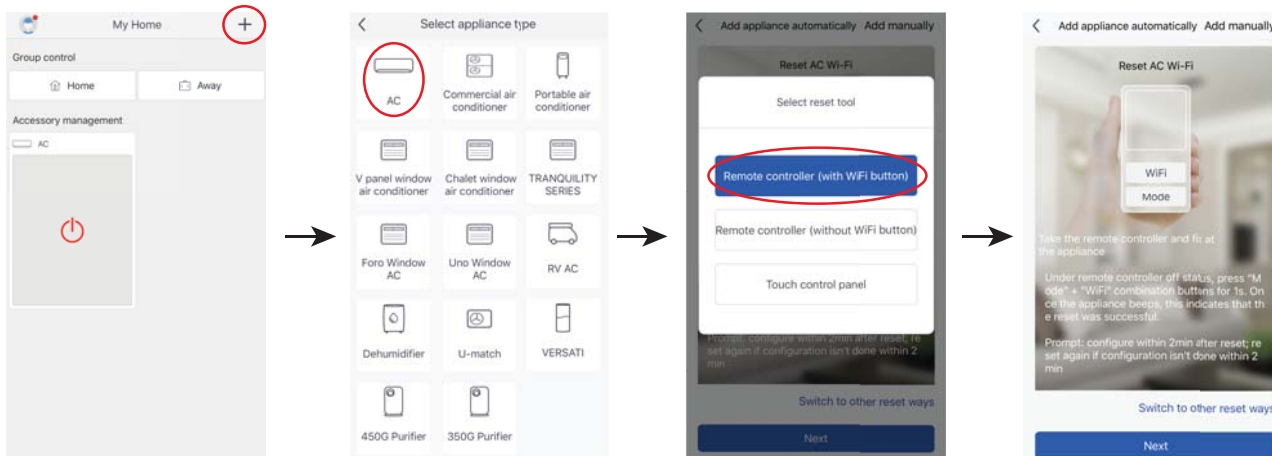 My Home
+
Group control
Home
Away
Accessory management
AC
Select appliance type
AC
Commercial air
conditioner
Portable air
conditioner
V panel window
air conditioner
Chalet window
air conditioner
TRANQUILITY
SERIES
Foro Window
AC
Uno Window
AC
RV AC
Dehumidifier
U-match
VERSATI
450G Purifier
350G Purifier
Add appliance automatically Add manually
Reset AC Wi-Fi
Select reset tool
Remote controller (with WiFi button)
Remote controller (without WiFi button)
Touch control panel
Prompt: configure within 2min after reset; re
set again if configuration isn't done within 2
min
Switch to other reset ways
Next
Add appliance automatically Add manually
Reset AC Wi-Fi
WiFi
Mode
Take the remote controller and fir at
the appliance
Under remote controller off status, press "M
ode" + "WiFi" combination buttons for 1s. On
ce the appliance beeps, this indicates that th
e reset was successful.
Prompt: configure within 2min after reset; re
set again if configuration isn't done within 2
min
Switch to other reset ways
Next